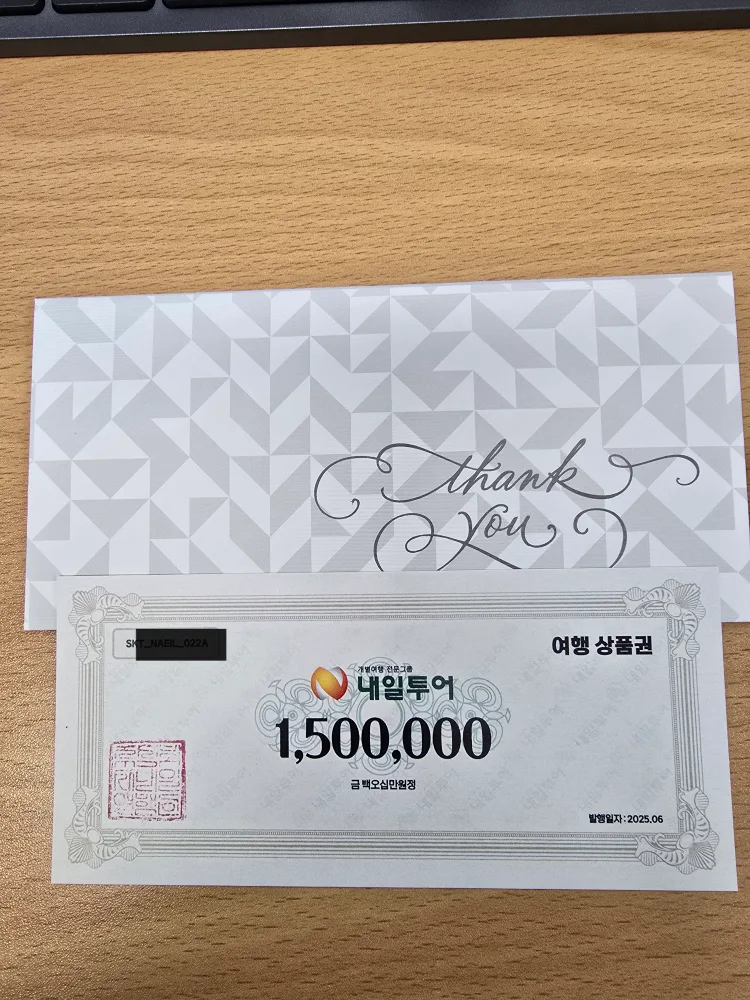 thank
you
SKT_NAEIL_022A
여행 상품권
개별여행 전문그룹
내일투어
1,500,000
금 백오십만원정
발행일자 : 2025.06